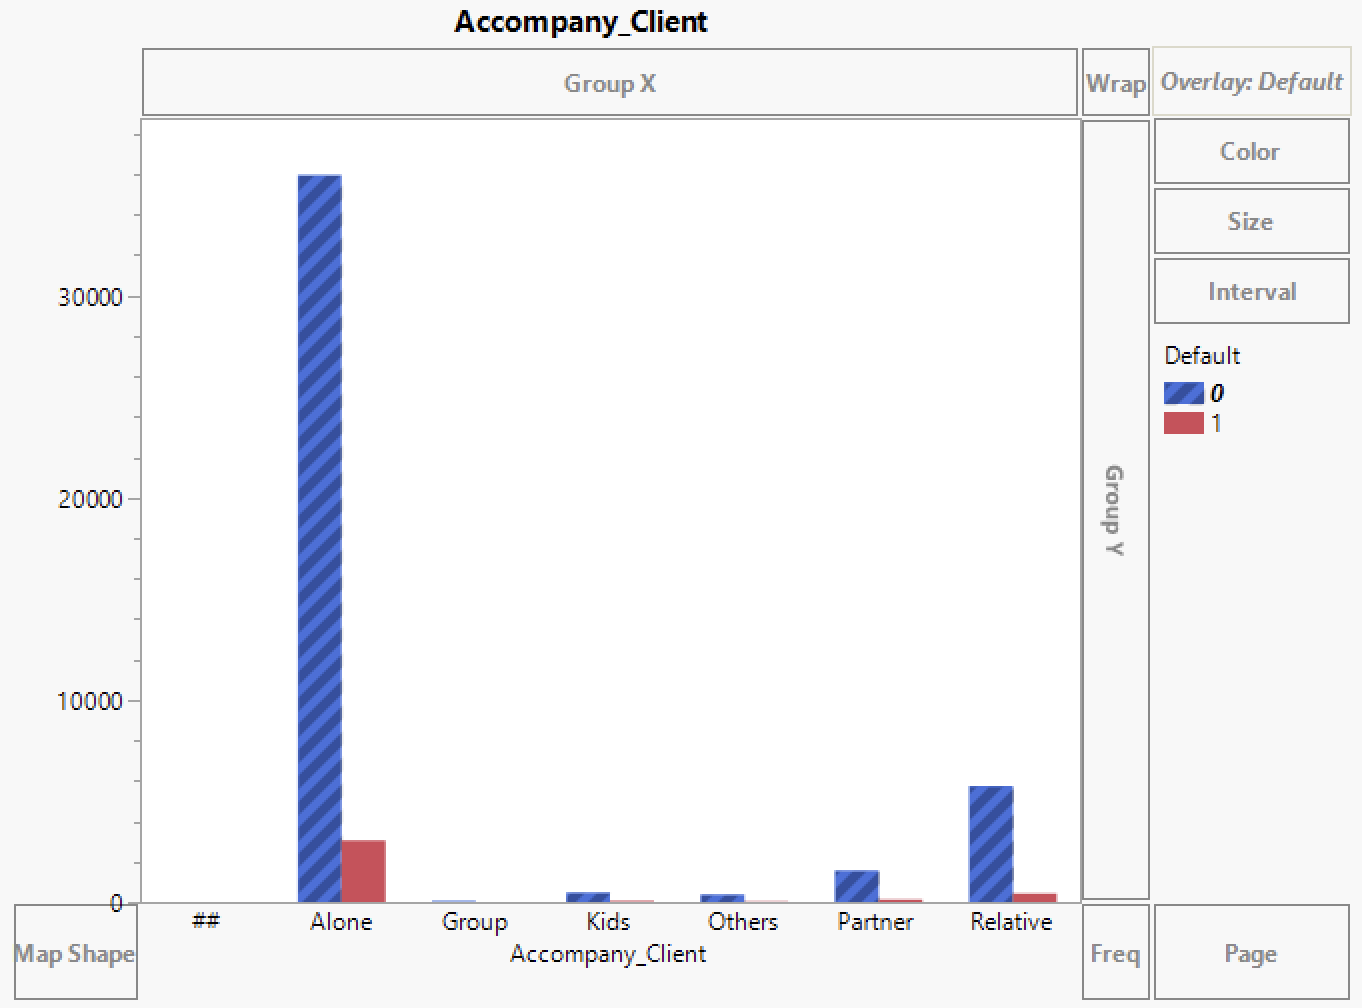 Accompany_Client
Group X
Wrap
Overlay: Default
Color
Size
Interval
Default
0
1
Group Y
30000
20000
10000
0
## Alone Group Kids Others Partner Relative
Accompany_Client
Map Shape
Freq
Page